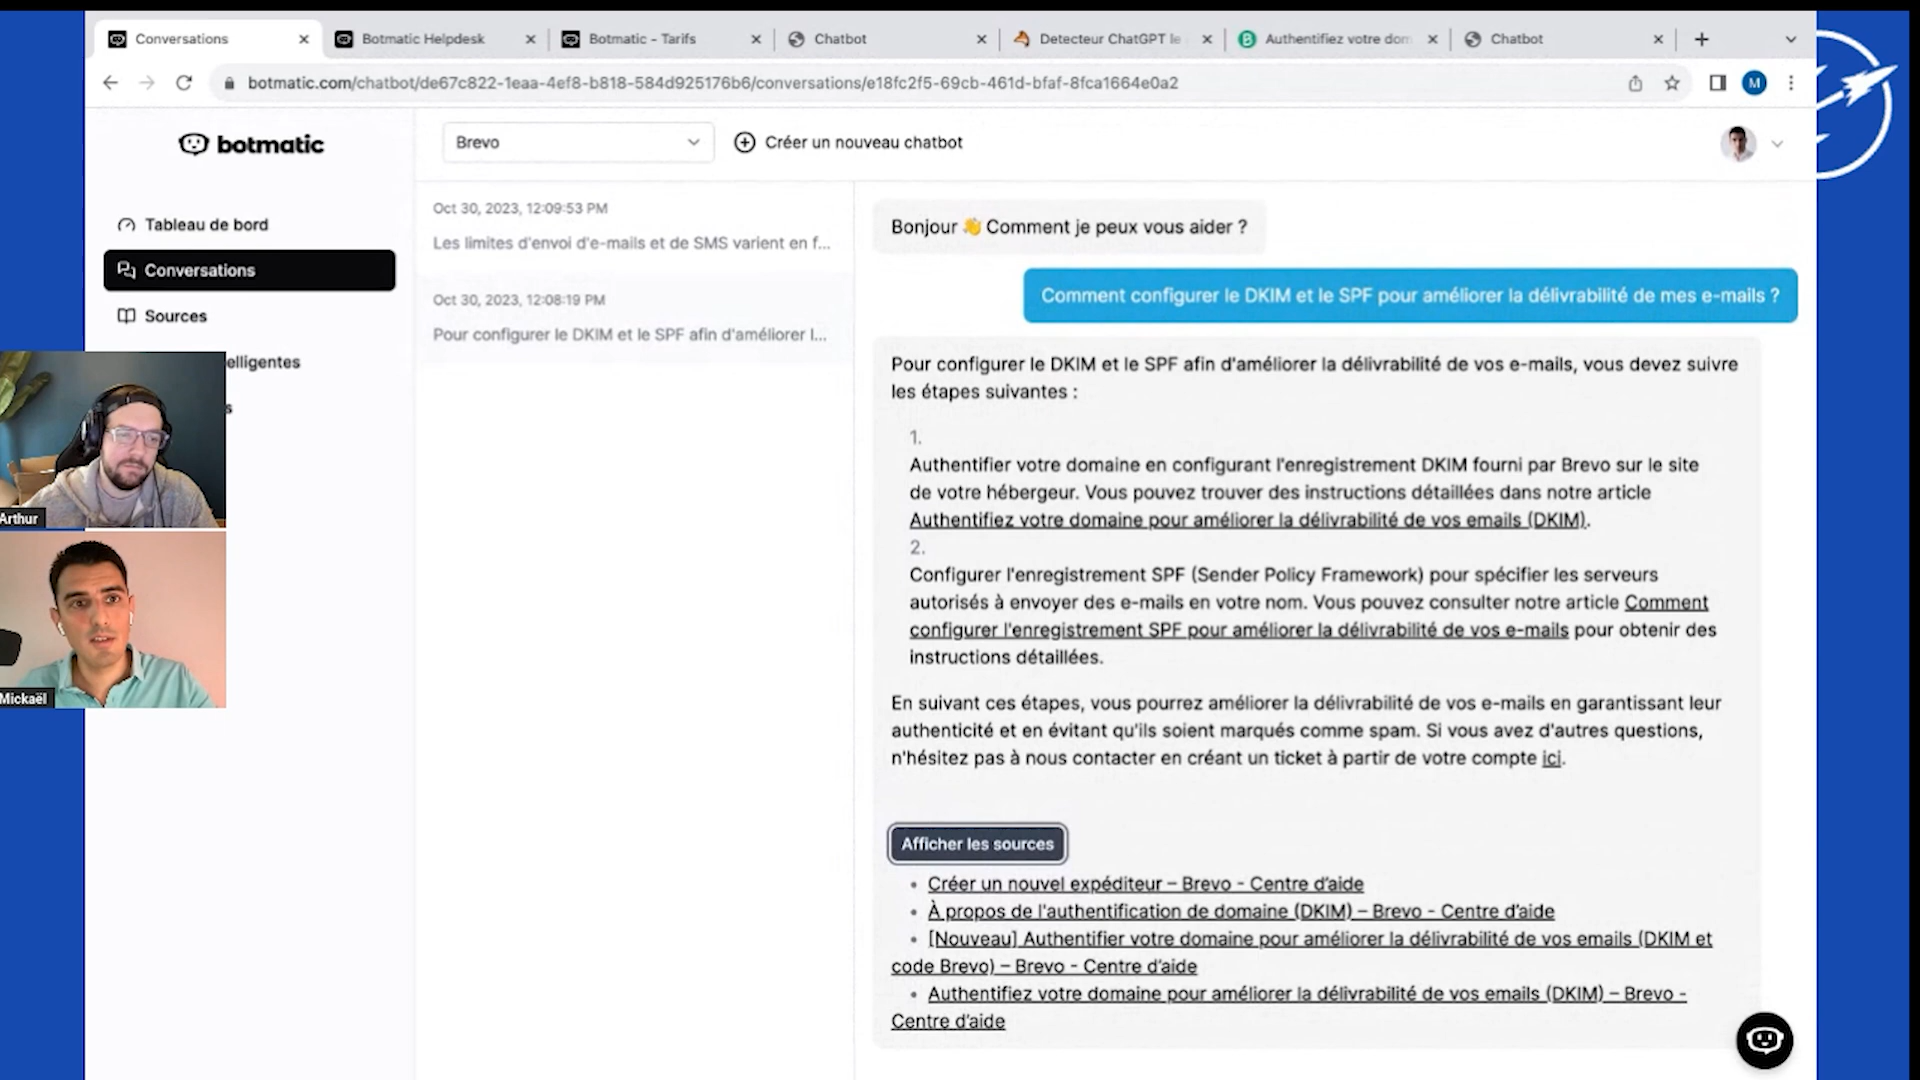 Conversations
Botmatic Helpdesk
Botmatic - Tarifs
Chatbot
Detecteur ChatGPT le
Authentifiez votre dom
Chatbot
botmatic.com/chatbot/de67c822-1eaa-4ef8-b818-584d925176b6/conversations/e18fc2f5-69cb-461d-bfaf-8fca1664e0a2
M
botmatic
Brevo
Créer un nouveau chatbot
Tableau de bord
Conversations
Sources
elligentes
s
Arthur
Mickaël
Oct 30, 2023, 12:09:53 PM
Les limites d'envoi d'e-mails et de SMS varient en f...
Oct 30, 2023, 12:08:19 PM
Pour configurer le DKIM et le SPF afin d'améliorer l...
Bonjour 👋 Comment je peux vous aider ?
Comment configurer le DKIM et le SPF pour améliorer la délivrabilité de mes e-mails ?
Pour configurer le DKIM et le SPF afin d'améliorer la délivrabilité de vos e-mails, vous devez suivre
les étapes suivantes :
1.
Authentifier votre domaine en configurant l'enregistrement DKIM fourni par Brevo sur le site
de votre hébergeur. Vous pouvez trouver des instructions détaillées dans notre article
Authentifiez votre domaine pour améliorer la délivrabilité de vos emails (DKIM).
2.
Configurer l'enregistrement SPF (Sender Policy Framework) pour spécifier les serveurs
autorisés à envoyer des e-mails en votre nom. Vous pouvez consulter notre article Comment
configurer l'enregistrement SPF pour améliorer la délivrabilité de vos e-mails pour obtenir des
instructions détaillées.
En suivant ces étapes, vous pourrez améliorer la délivrabilité de vos e-mails en garantissant leur
authenticité et en évitant qu'ils soient marqués comme spam. Si vous avez d'autres questions,
n'hésitez pas à nous contacter en créant un ticket à partir de votre compte ici.
Afficher les sources
• Créer un nouvel expéditeur – Brevo - Centre d'aide
• À propos de l'authentification de domaine (DKIM) – Brevo - Centre d'aide
• [Nouveau] Authentifier votre domaine pour améliorer la délivrabilité de vos emails (DKIM et
code Brevo) – Brevo - Centre d'aide
• Authentifiez votre domaine pour améliorer la délivrabilité de vos emails (DKIM) – Brevo -
Centre d'aide